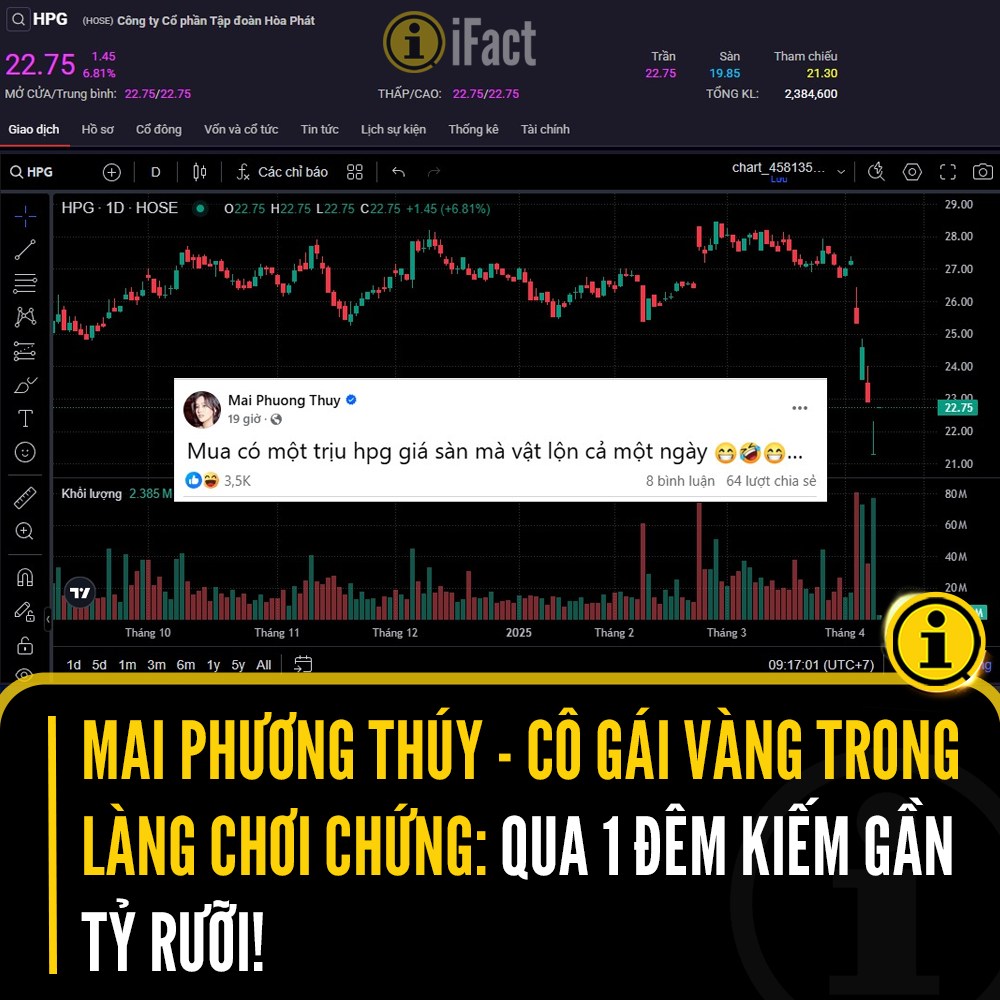 HPG (HOSE) Công ty Cổ phần Tập đoàn Hòa Phát
iFact
22.75 1.45 6.81%
Trần Sàn Tham chiếu
22.75 19.85 21.30
MỞ CỬA/Trung bình: 22.75/22.75 THẤP/CAO: 22.75/22.75 TỔNG KL: 2,384,600
Giao dịch Hồ sơ Cổ đông Vốn và cổ tức Tin tức Lịch sự kiện Thống kê Tài chính
HPG D Các chỉ báo chart_458135... Lưu
HPG · 1D · HOSE O22.75 H22.75 L22.75 C22.75 +1.45 (+6.81%)
29.00
28.00
27.00
26.00
25.00
24.00
23.00
22.75
22.00
21.00
Mai Phuong Thuy
19 giờ ·
Mua có một trịu hpg giá sàn mà vật lộn cả một ngày 😁🤣😁...
3,5K 8 bình luận 64 lượt chia sẻ
Khối lượng 2.385 M
80M
60M
40M
20M
Tháng 10 Tháng 11 Tháng 12 2025 Tháng 2 Tháng 3 Tháng 4
1d 5d 1m 3m 6m 1y 5y All 09:17:01 (UTC+7)
MAI PHƯƠNG THÚY - CÔ GÁI VÀNG TRONG
LÀNG CHƠI CHỨNG: QUA 1 ĐÊM KIẾM GẦN
TỶ RƯỠI!